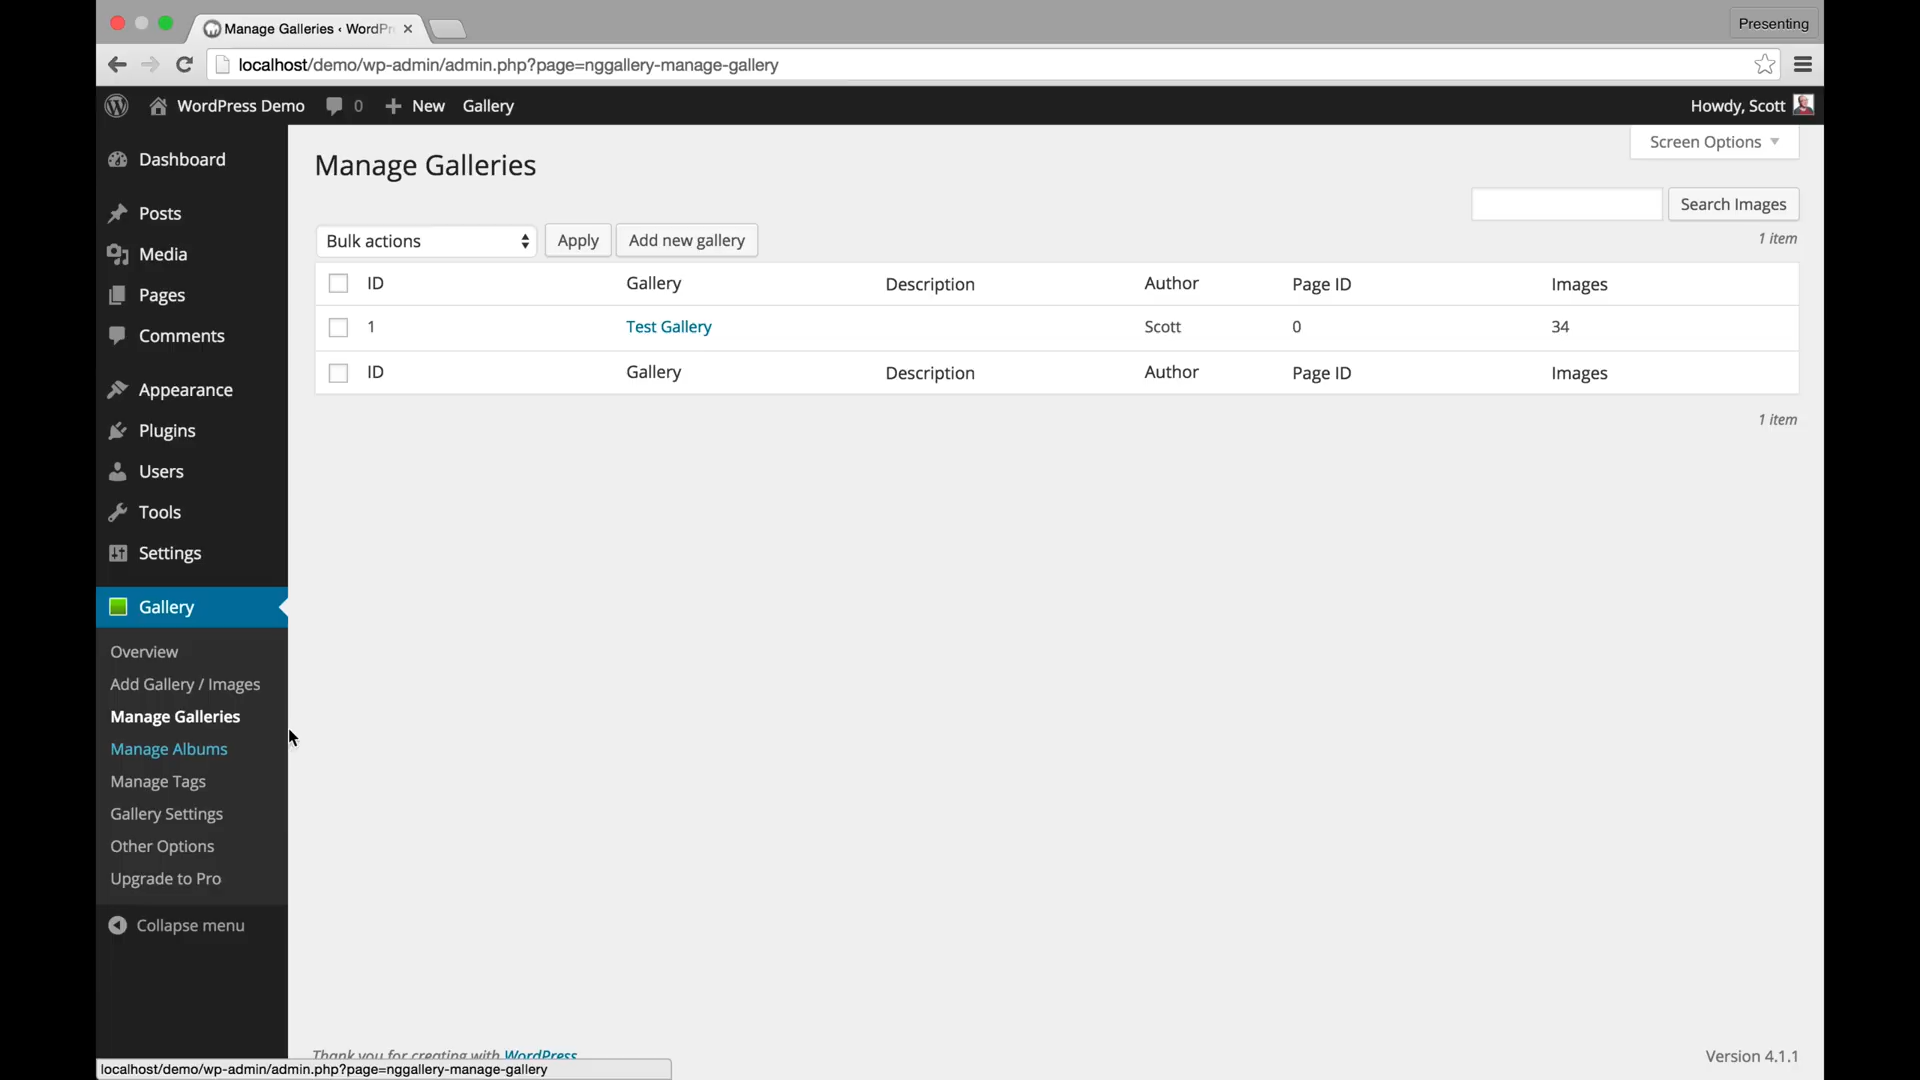 Manage Galleries ‹ WordPr
Presenting
localhost/demo/wp-admin/admin.php?page=nggallery-manage-gallery
WordPress Demo 0 New Gallery
Howdy, Scott
Dashboard
Posts
Media
Pages
Comments
Appearance
Plugins
Users
Tools
Settings
Gallery
Overview
Add Gallery / Images
Manage Galleries
Manage Albums
Manage Tags
Gallery Settings
Other Options
Upgrade to Pro
Collapse menu
Screen Options
Manage Galleries
Search Images
Bulk actions Apply Add new gallery
1 item
ID Gallery Description Author Page ID Images
1 Test Gallery Scott 0 34
ID Gallery Description Author Page ID Images
1 item
Thank you for creating with WordPress
Version 4.1.1
localhost/demo/wp-admin/admin.php?page=nggallery-manage-gallery